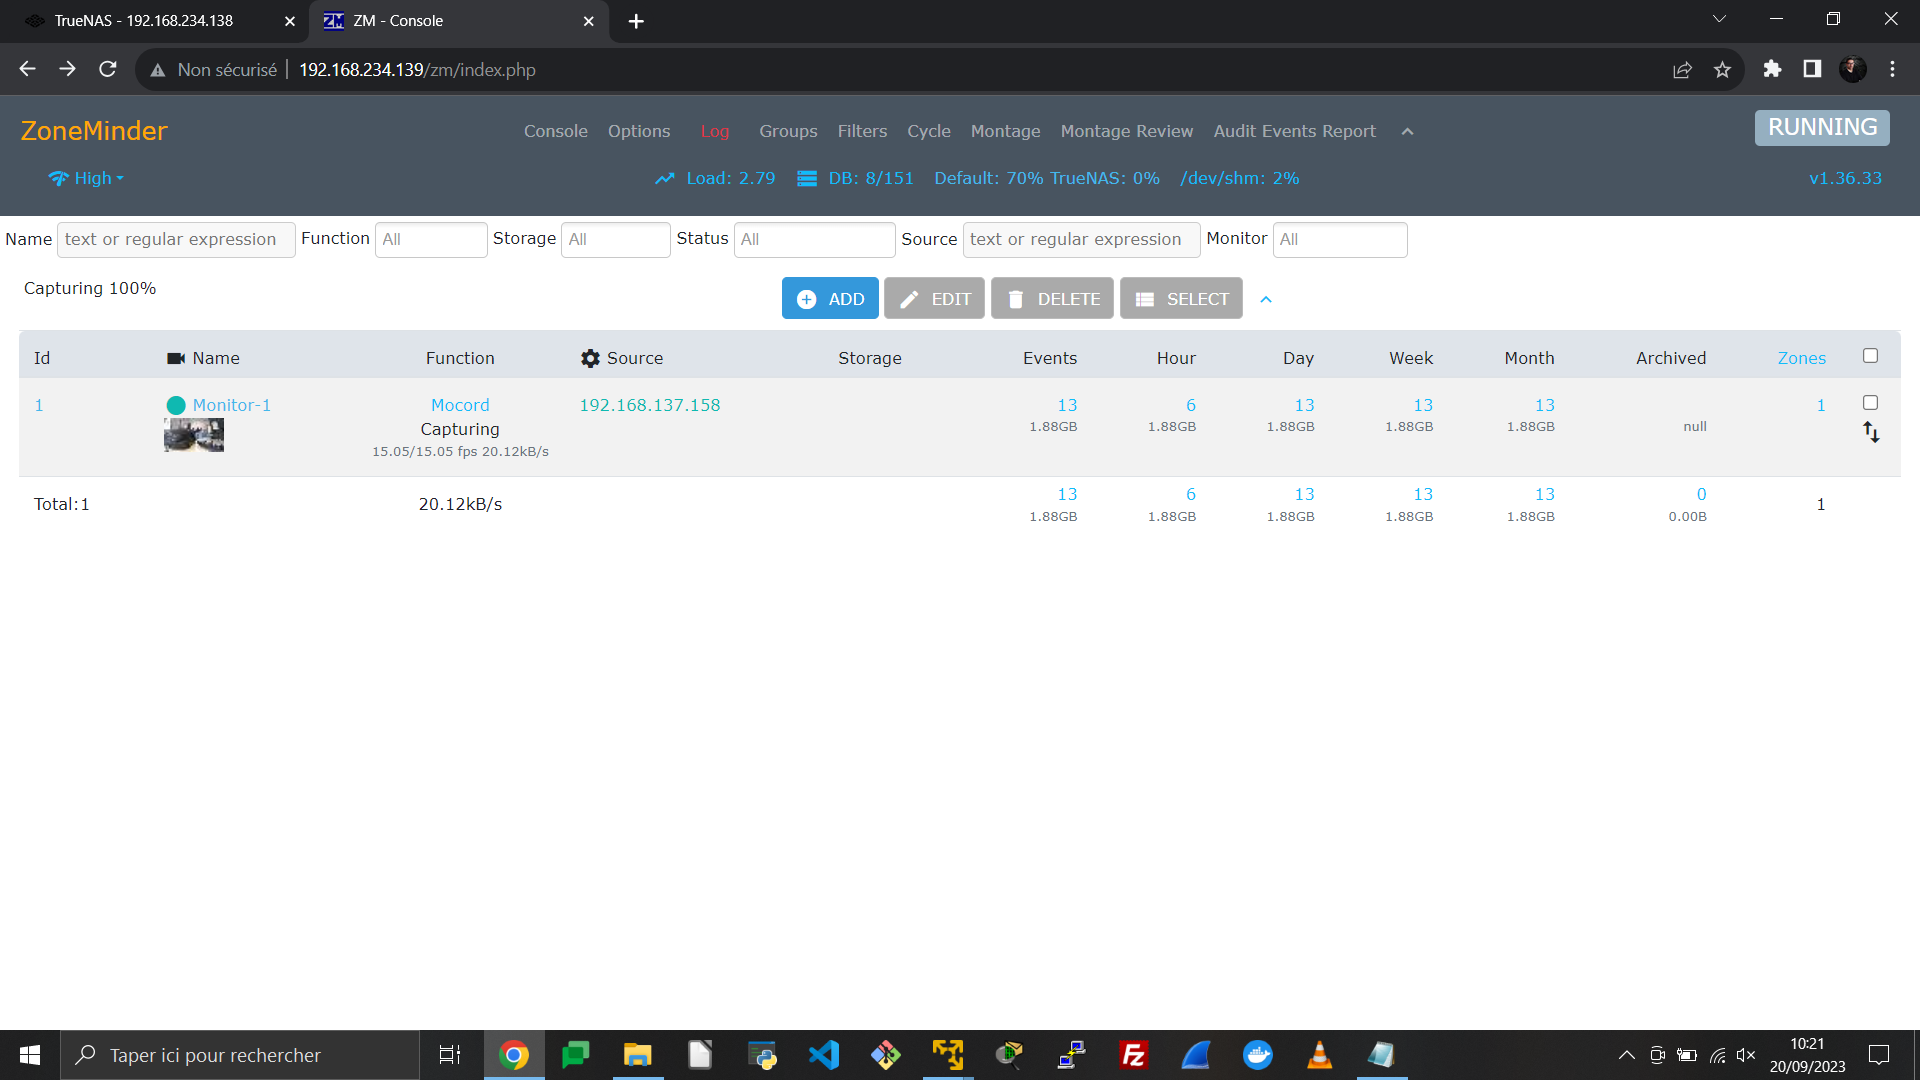 TrueNAS - 192.168.234.138
ZM - Console
Non sécurisé 192.168.234.139/zm/index.php
ZoneMinder
Console Options Log Groups Filters Cycle Montage Montage Review Audit Events Report
RUNNING
High
Load: 2.79 DB: 8/151 Default: 70% TrueNAS: 0% /dev/shm: 2%
v1.36.33
Name text or regular expression Function All Storage All Status All Source text or regular expression Monitor All
Capturing 100%
ADD EDIT DELETE SELECT
Id Name Function Source Storage Events Hour Day Week Month Archived Zones
1 Monitor-1 Mocord 192.168.137.158 13 6 13 13 13 1
Capturing 1.88GB 1.88GB 1.88GB 1.88GB 1.88GB null
15.05/15.05 fps 20.12kB/s
Total:1 20.12kB/s 13 6 13 13 13 0 1
1.88GB 1.88GB 1.88GB 1.88GB 1.88GB 0.00B
Taper ici pour rechercher
10:21
20/09/2023